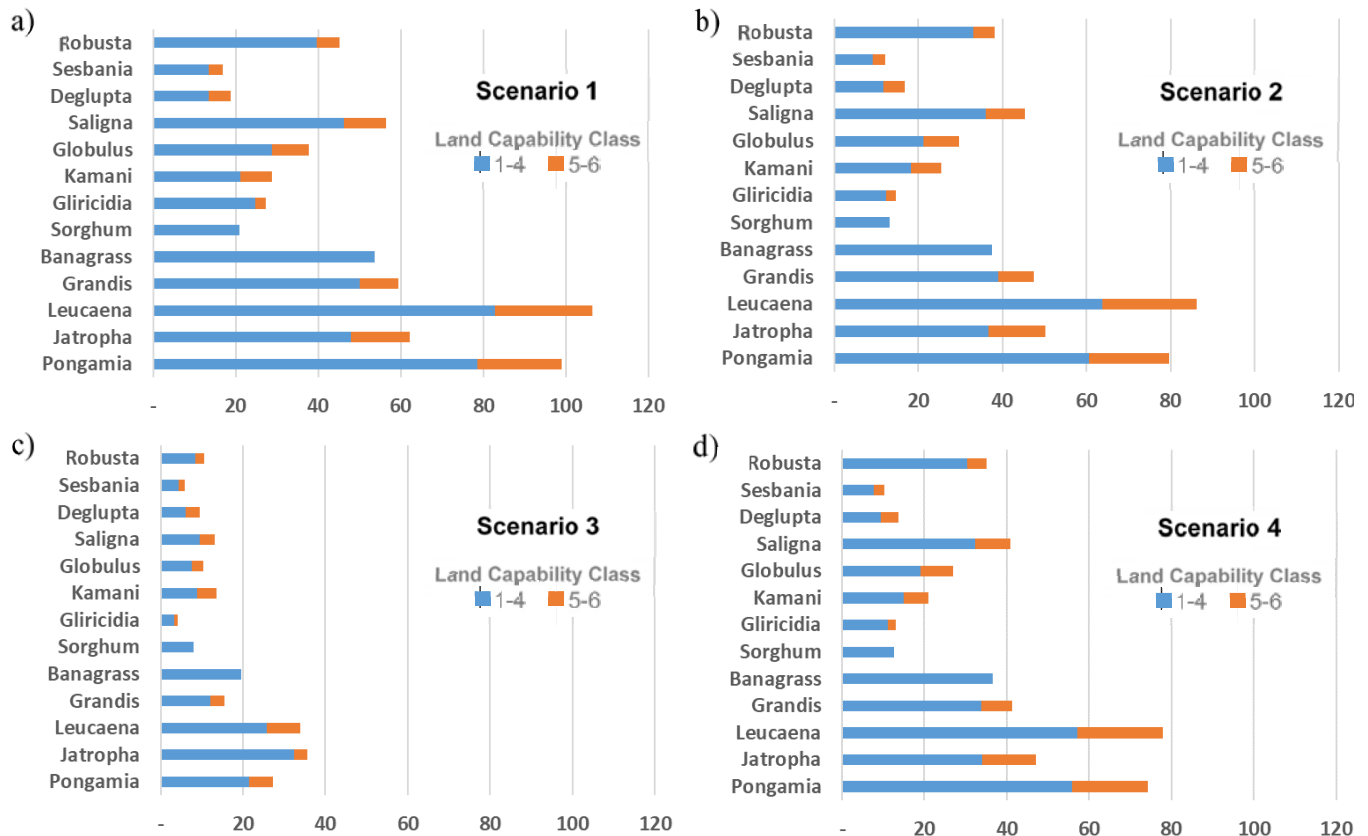 a)
Robusta
Sesbania
Deglupta
Saligna
Globulus
Kamani
Gliricidia
Sorghum
Banagrass
Grandis
Leucaena
Jatropha
Pongamia
Scenario 1
Land Capability Class
1-4 5-6
- 20 40 60 80 100 120
b)
Robusta
Sesbania
Deglupta
Saligna
Globulus
Kamani
Gliricidia
Sorghum
Banagrass
Grandis
Leucaena
Jatropha
Pongamia
Scenario 2
Land Capability Class
1-4 5-6
- 20 40 60 80 100 120
c)
Robusta
Sesbania
Deglupta
Saligna
Globulus
Kamani
Gliricidia
Sorghum
Banagrass
Grandis
Leucaena
Jatropha
Pongamia
Scenario 3
Land Capability Class
1-4 5-6
- 20 40 60 80 100 120
d)
Robusta
Sesbania
Deglupta
Saligna
Globulus
Kamani
Gliricidia
Sorghum
Banagrass
Grandis
Leucaena
Jatropha
Pongamia
Scenario 4
Land Capability Class
1-4 5-6
- 20 40 60 80 100 120